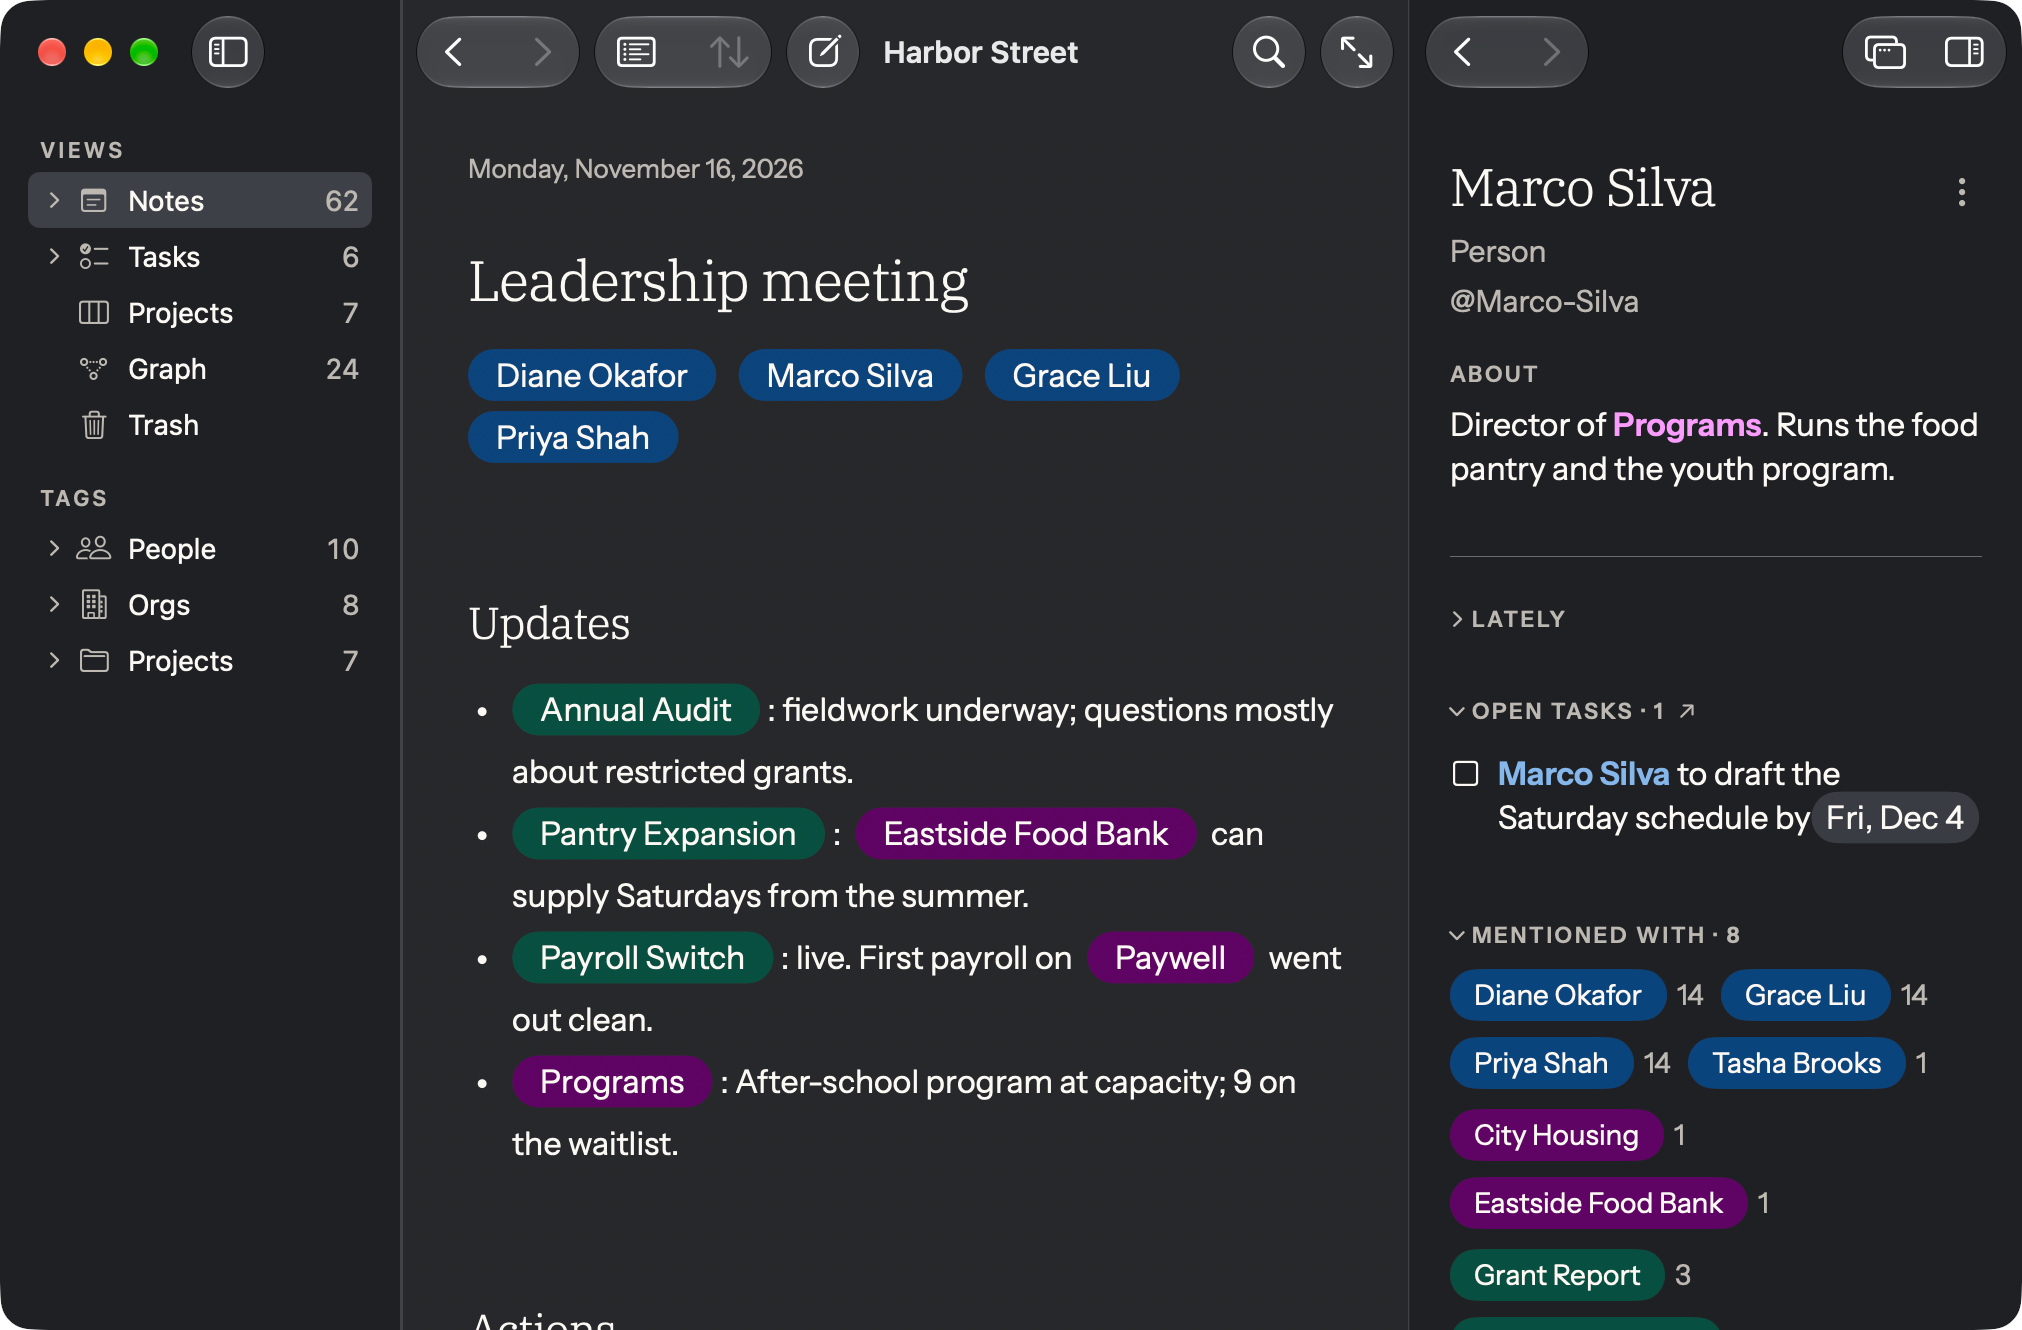 VIEWS
Notes 62
Tasks 6
Projects 7
Graph 24
Trash
TAGS
People 10
Orgs 8
Projects 7
Harbor Street
Monday, November 16, 2026
Leadership meeting
Diane Okafor Marco Silva Grace Liu
Priya Shah
Updates
• Annual Audit : fieldwork underway; questions mostly
about restricted grants.
• Pantry Expansion : Eastside Food Bank can
supply Saturdays from the summer.
• Payroll Switch : live. First payroll on Paywell went
out clean.
• Programs : After-school program at capacity; 9 on
the waitlist.
Actions
Marco Silva
Person
@Marco-Silva
ABOUT
Director of Programs. Runs the food
pantry and the youth program.
LATELY
OPEN TASKS · 1
Marco Silva to draft the
Saturday schedule by Fri, Dec 4
MENTIONED WITH · 8
Diane Okafor 14 Grace Liu 14
Priya Shah 14 Tasha Brooks 1
City Housing 1
Eastside Food Bank 1
Grant Report 3